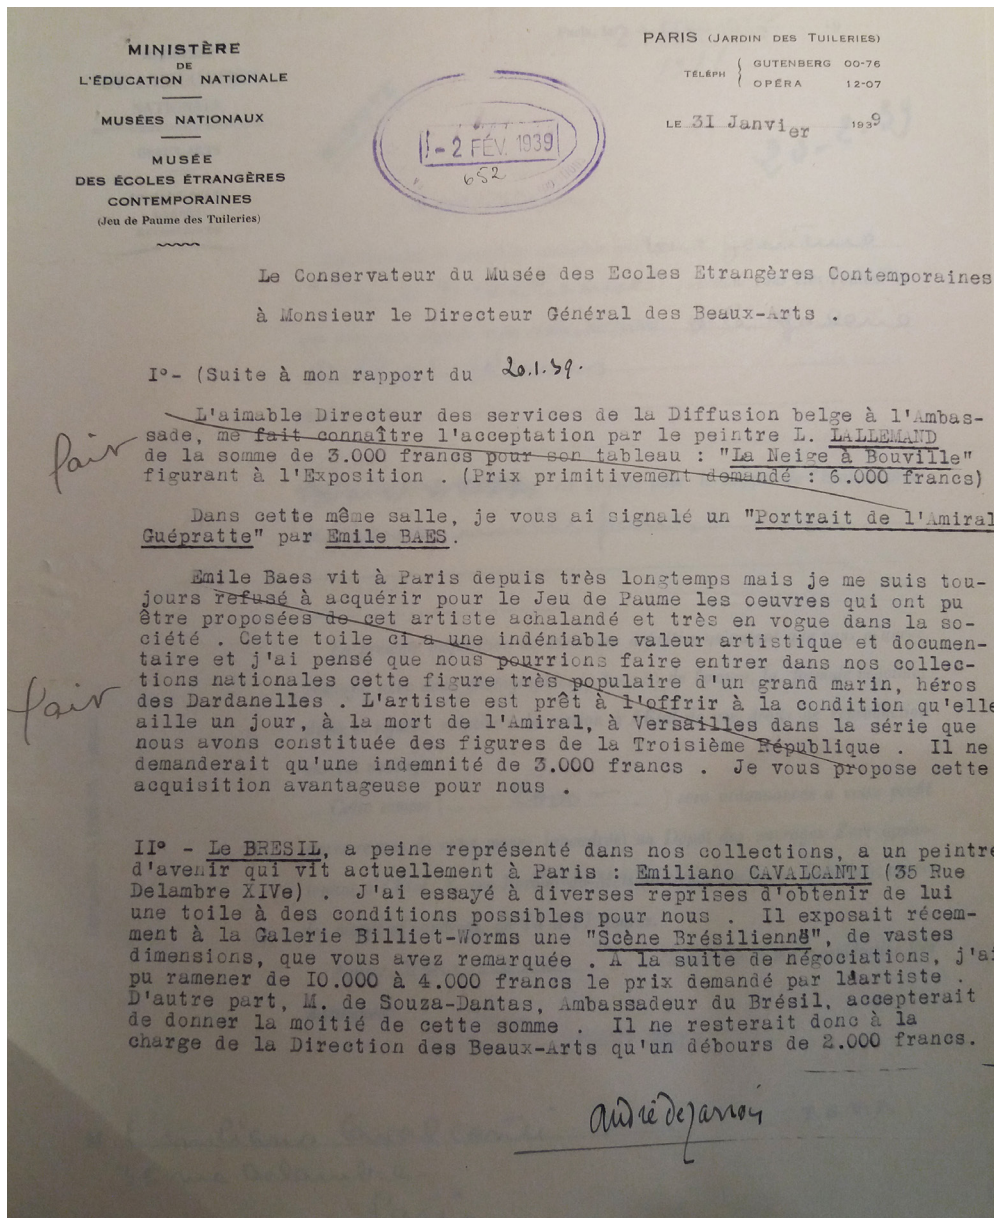 MINISTÈRE
DE
L'ÉDUCATION NATIONALE
MUSÉES NATIONAUX
MUSÉE
DES ÉCOLES ÉTRANGÈRES
CONTEMPORAINES
(Jeu de Paume des Tuileries)
PARIS (JARDIN DES TUILERIES)
TÉLÉPH
GUTENBERG 00-76
OPÉRA 12-07
LE 31 Janvier 1939
-2 FÉV. 1939
652
Le Conservateur du Musée des Ecoles Etrangères Contemporaines
à Monsieur le Directeur Général des Beaux-Arts .
I°- (Suite à mon rapport du 20.1.39.
L'aimable Directeur des services de la Diffusion belge à l'Ambas-
sade, me fait connaître l'acceptation par le peintre L. LALLEMAND
de la somme de 3.000 francs pour son tableau : "La Neige à Bouville"
figurant à l'Exposition . (Prix primitivement demandé : 6.000 francs)
Dans cette même salle, je vous ai signalé un "Portrait de l'Amiral
Guépratte" par Emile BAES.
Emile Baes vit à Paris depuis très longtemps mais je me suis tou-
jours refusé à acquérir pour le Jeu de Paume les oeuvres qui ont pu
être proposées de cet artiste achalandé et très en vogue dans la so-
ciété . Cette toile ci a une indéniable valeur artistique et documen-
taire et j'ai pensé que nous pourrions faire entrer dans nos collec-
tions nationales cette figure très populaire d'un grand marin, héros
des Dardanelles . L'artiste est prêt à l'offrir à la condition qu'elle
aille un jour, à la mort de l'Amiral, à Versailles dans la série que
nous avons constituée des figures de la Troisième République . Il ne
demanderait qu'une indemnité de 3.000 francs . Je vous propose cette
acquisition avantageuse pour nous .
II° - Le BRESIL, a peine représenté dans nos collections, a un peintre
d'avenir qui vit actuellement à Paris : Emiliano CAVALCANTI (35 Rue
Delambre XIVe) . J'ai essayé à diverses reprises d'obtenir de lui
une toile à des conditions possibles pour nous . Il exposait récem-
ment à la Galerie Billiet-Worms une "Scène Brésilienne", de vastes
dimensions, que vous avez remarquée . A la suite de négociations, j'ai
pu ramener de 10.000 à 4.000 francs le prix demandé par l'artiste .
D'autre part, M. de Souza-Dantas, Ambassadeur du Brésil, accepterait
de donner la moitié de cette somme . Il ne resterait donc à la
charge de la Direction des Beaux-Arts qu'un débours de 2.000 francs.